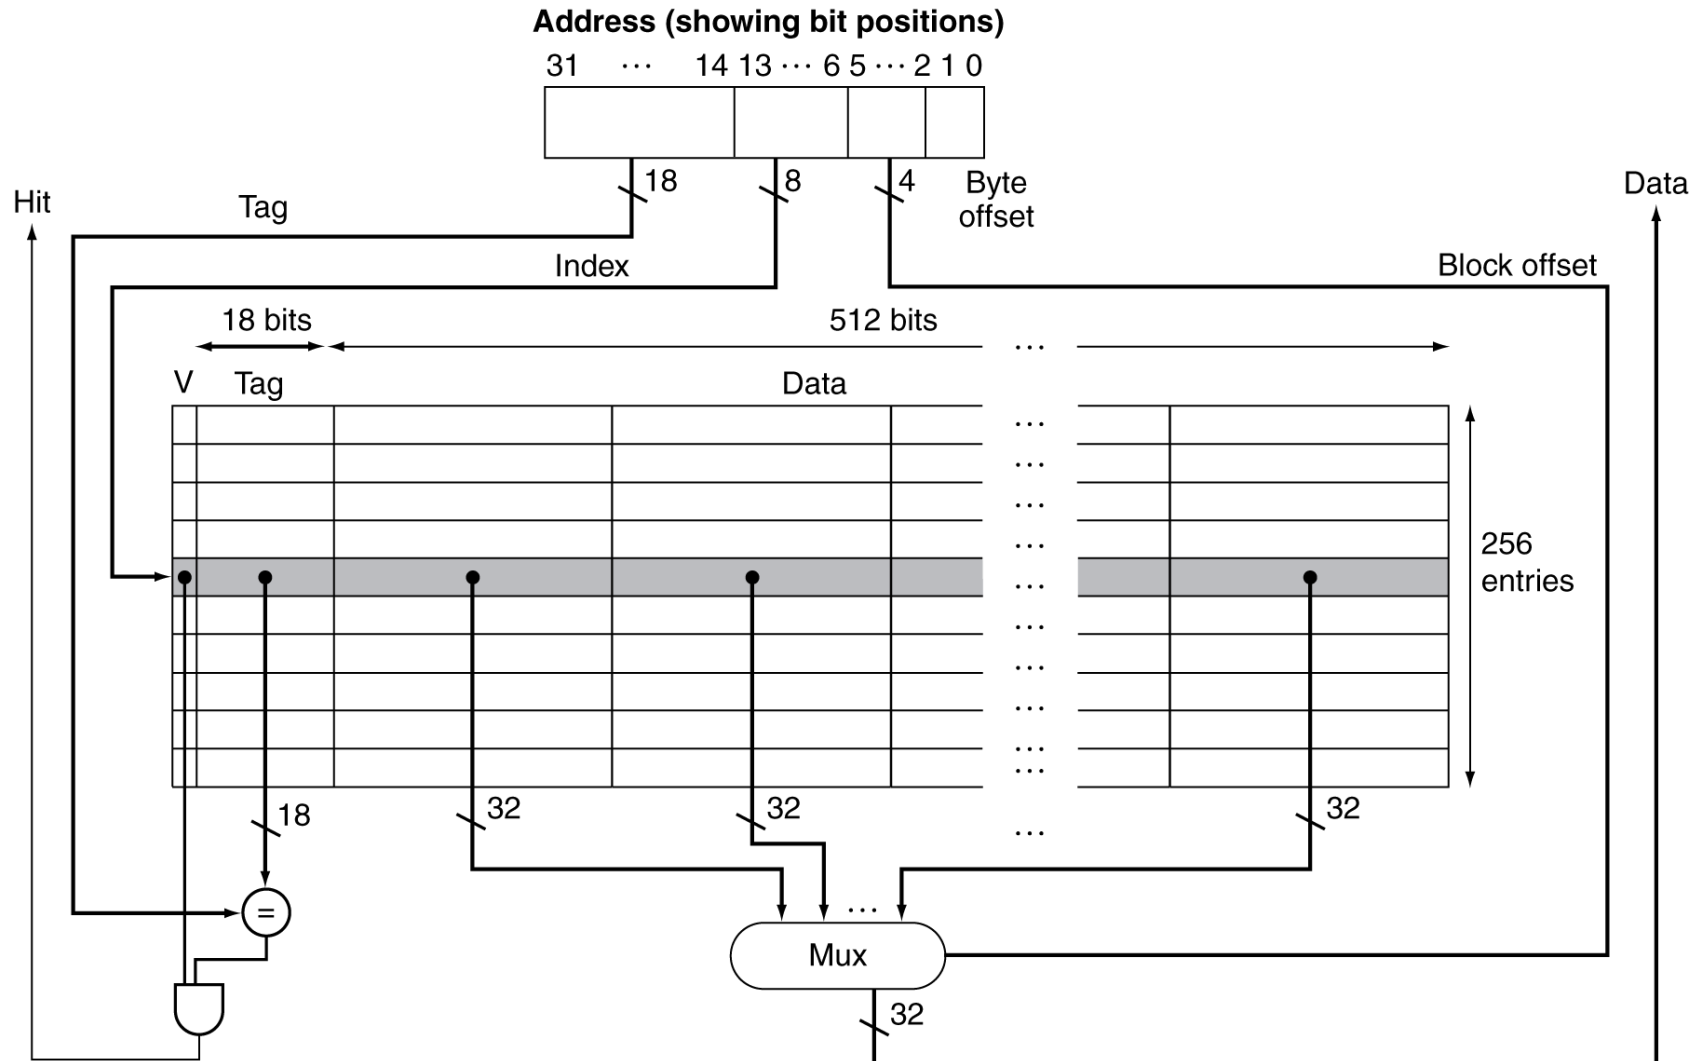 Address (showing bit positions)
31 ··· 14 13 ··· 6 5 ··· 2 1 0
18
8
4
Byte
offset
Hit
Tag
Data
Index
Block offset
18 bits
512 bits
···
V
Tag
Data
···
···
···
···
···
···
···
···
···
···
256
entries
18
32
32
···
32
=
···
Mux
32